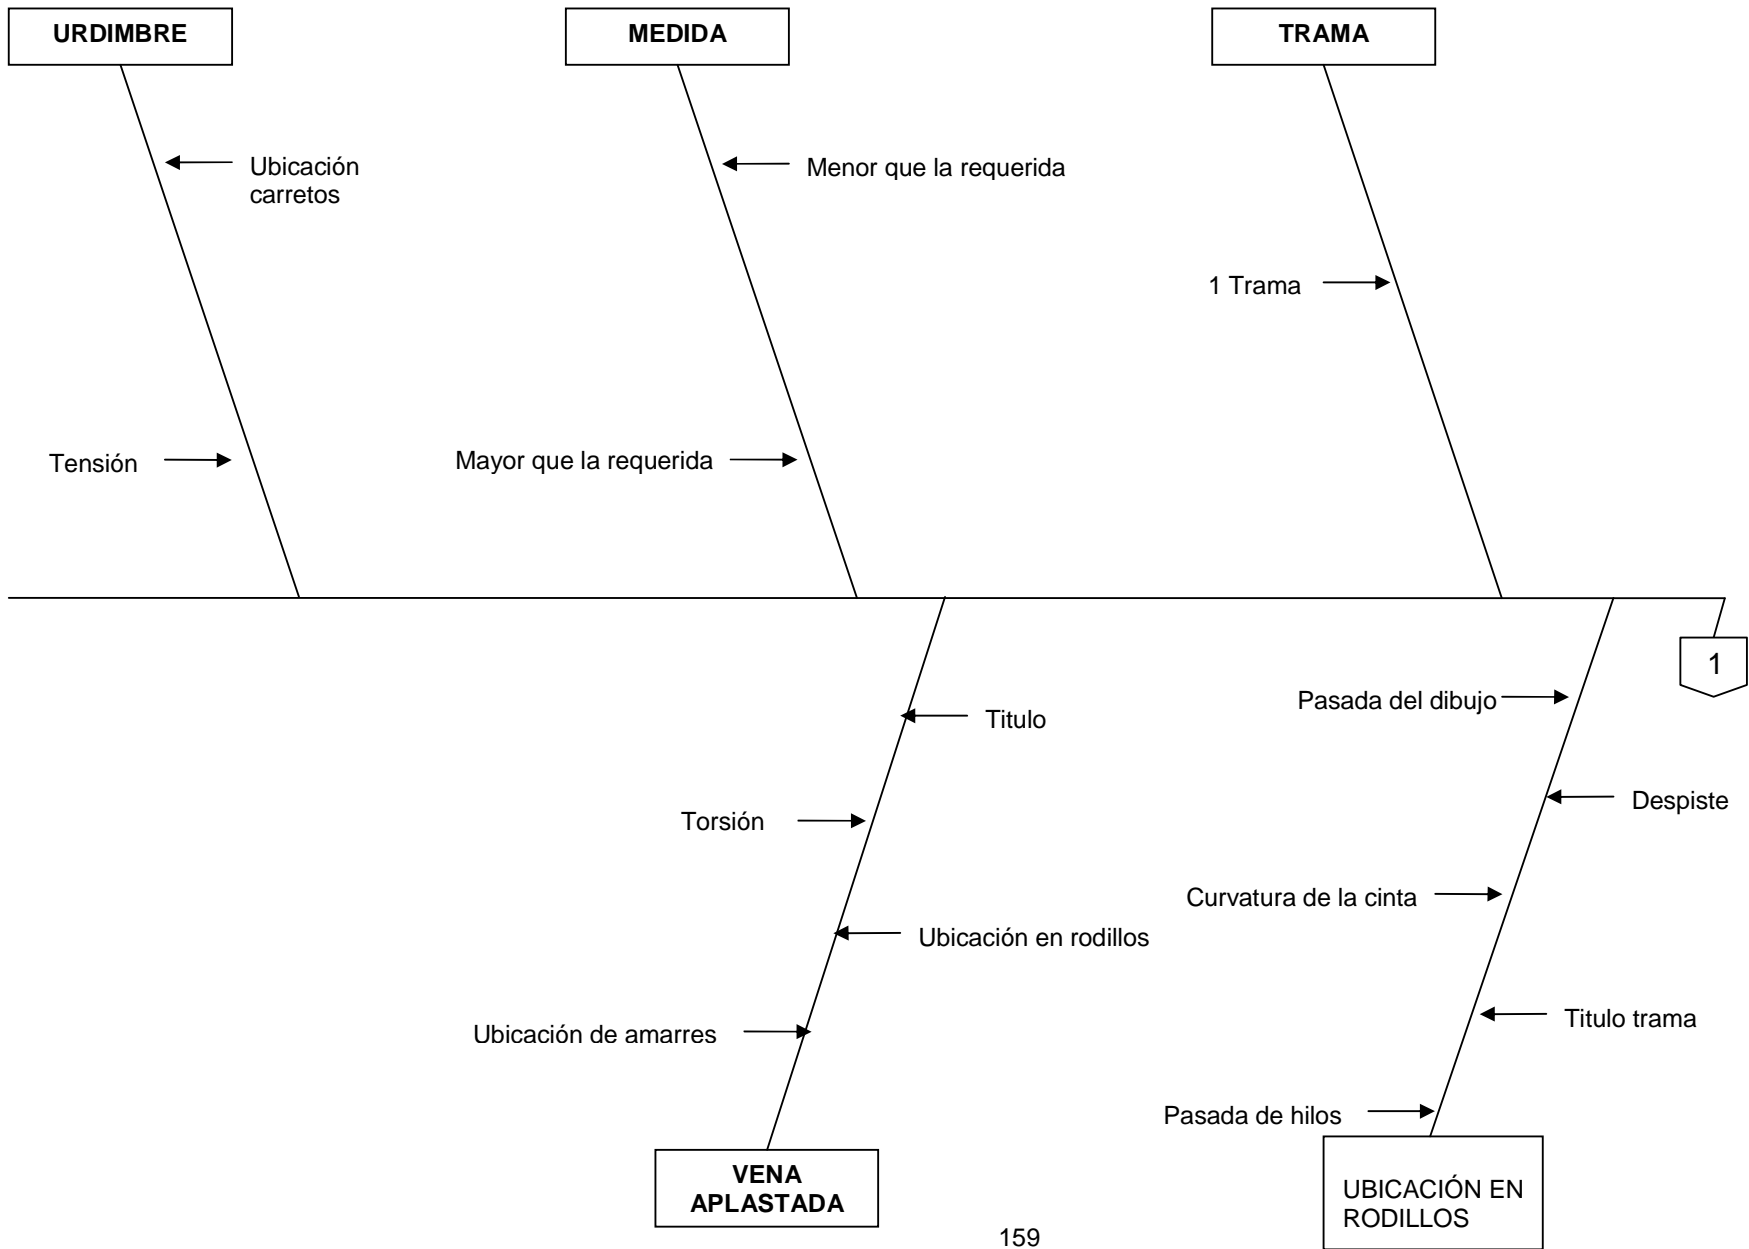 URDIMBRE
MEDIDA
TRAMA
Ubicación
carretos
Menor que la requerida
1 Trama
Tensión
Mayor que la requerida
1
Pasada del dibujo
Titulo
Despiste
Torsión
Curvatura de la cinta
Ubicación en rodillos
Titulo trama
Ubicación de amarres
Pasada de hilos
VENA
APLASTADA
UBICACIÓN EN
RODILLOS
159